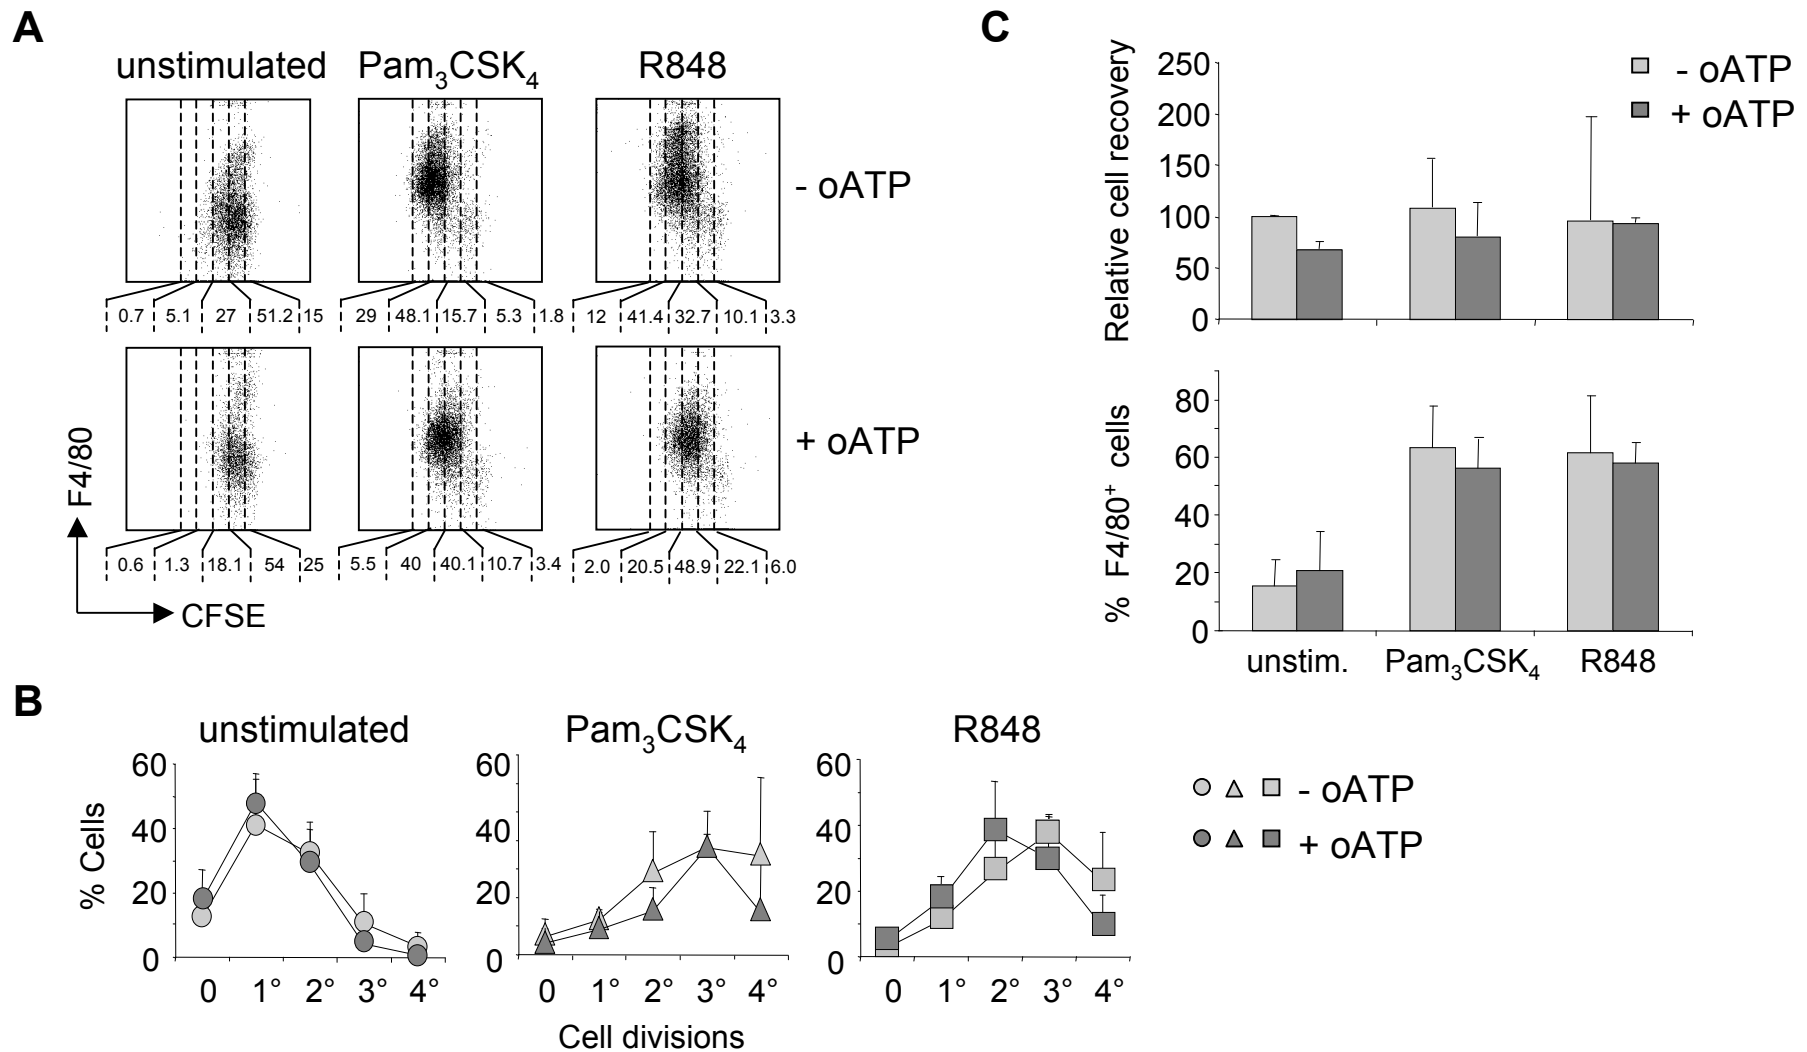 A
unstimulated Pam3CSK4 R848
- oATP
0.7 5.1 27 51.2 15 29 48.1 15.7 5.3 1.8 12 41.4 32.7 10.1 3.3
+ oATP
0.6 1.3 18.1 54 25 5.5 40 40.1 10.7 3.4 2.0 20.5 48.9 22.1 6.0
F4/80
CFSE
B
unstimulated Pam3CSK4 R848
% Cells
60 60 60
40 40 40
20 20 20
0 0 0
0 1° 2° 3° 4° 0 1° 2° 3° 4° 0 1° 2° 3° 4°
Cell divisions
- oATP
+ oATP
C
Relative cell recovery
250
200
150
100
50
0
- oATP
+ oATP
% F4/80+ cells
80
60
40
20
0
unstim. Pam3CSK4 R848